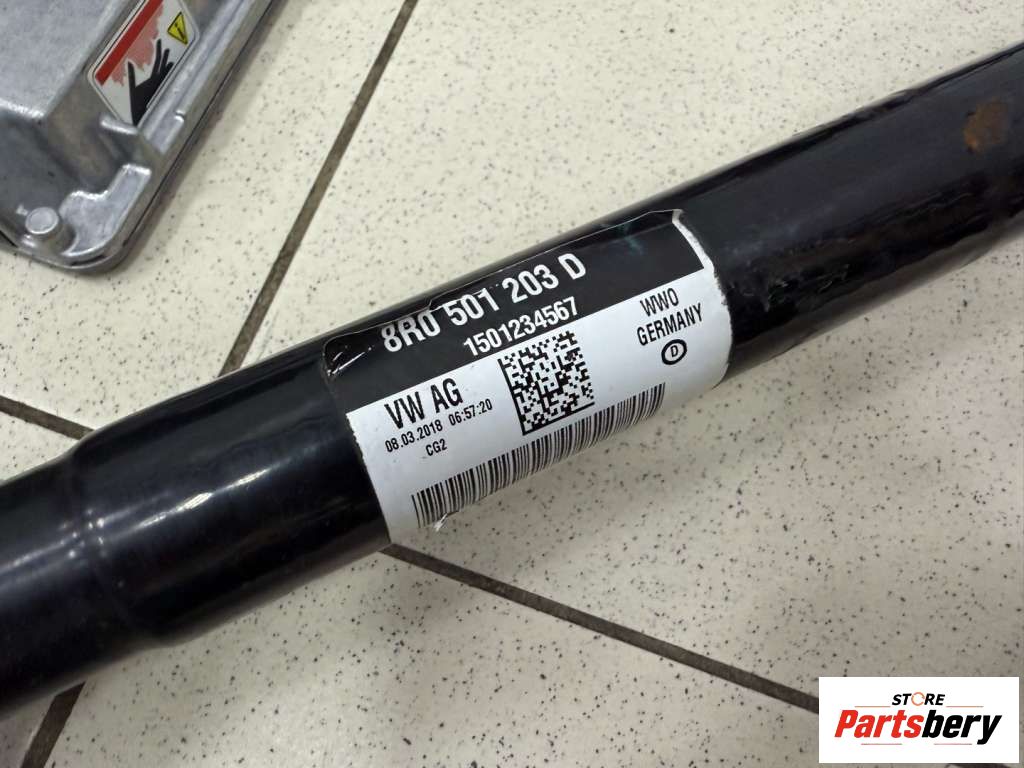 8R0 501 203 D
1501234567
WWO
GERMANY
D
VW AG
08.03.2018 06:57:20
CG2
STORE
Partsbery